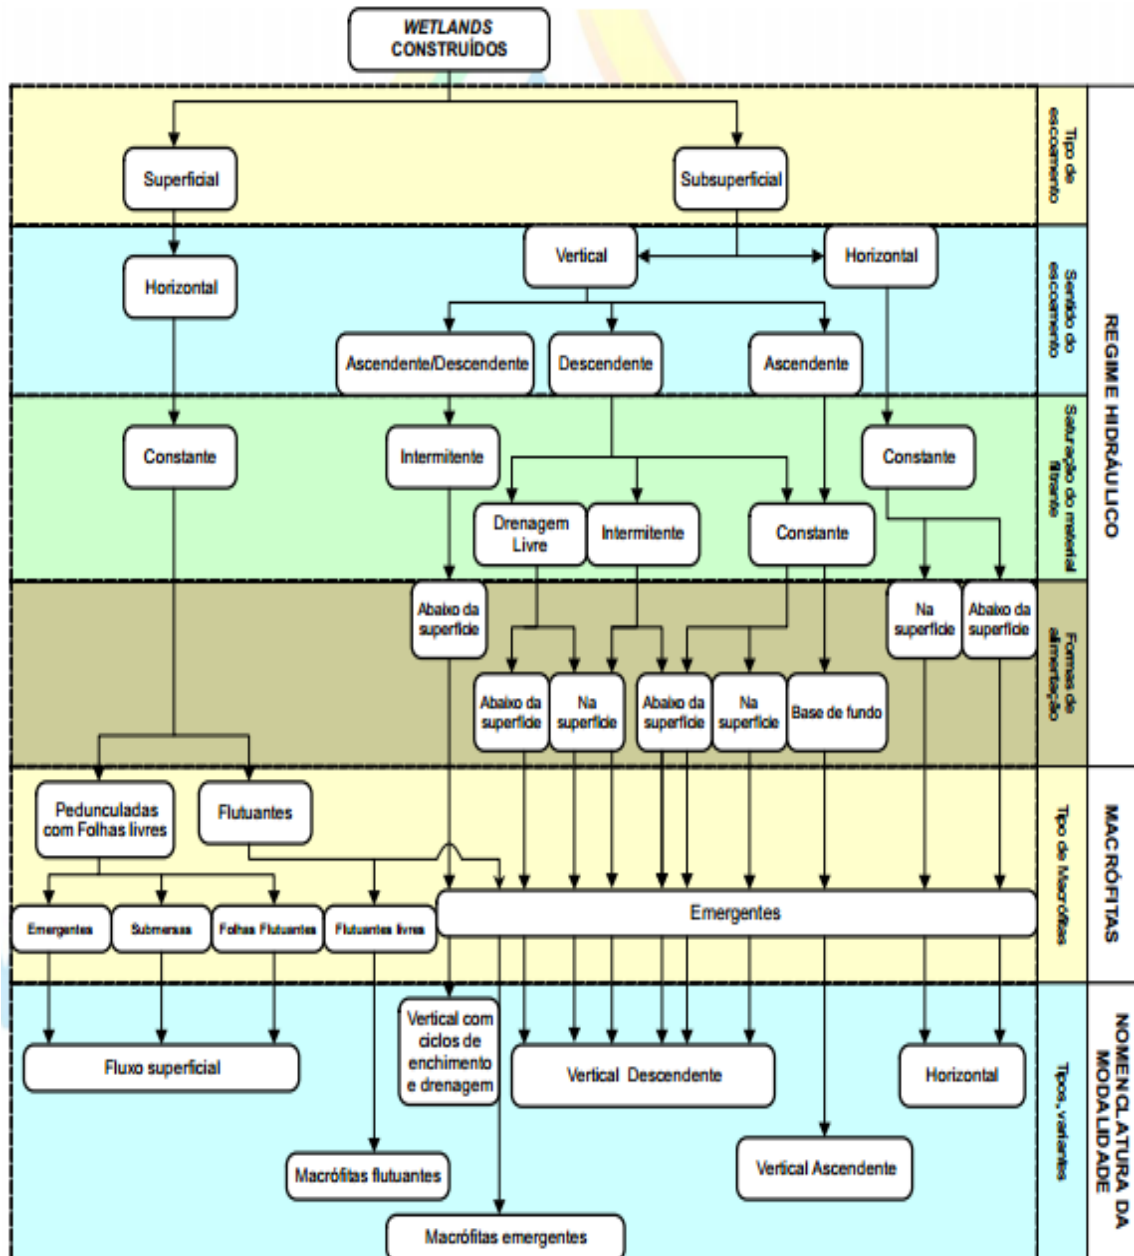 WETLANDS
CONSTRUÍDOS
Tipo de
escoamento
Superficial
Subsuperficial
REGIME HIDRÁULICO
Sentido do
escoamento
Vertical
Horizontal
Horizontal
Ascendente/Descendente
Descendente
Ascendente
Saturação do material
filtrante
Constante
Intermitente
Constante
Drenagem
Livre
Intermitente
Constante
Formas de
alimentação
Abaixo da
superfície
Na
superfície
Abaixo da
superfície
Abaixo da
superfície
Na
superfície
Abaixo da
superfície
Na
superfície
Base de fundo
MACRÓFITAS
Tipo de Macrófitas
Pedunculadas
com Folhas livres
Flutuantes
Emergentes
Submersas
Folhas Flutuantes
Flutuantes livres
Emergentes
NOMENCLATURA DA
MODALIDADE
Tipos, variantes
Fluxo superficial
Vertical com
ciclos de
enchimento
e drenagem
Vertical Descendente
Horizontal
Macrófitas flutuantes
Vertical Ascendente
Macrófitas emergentes